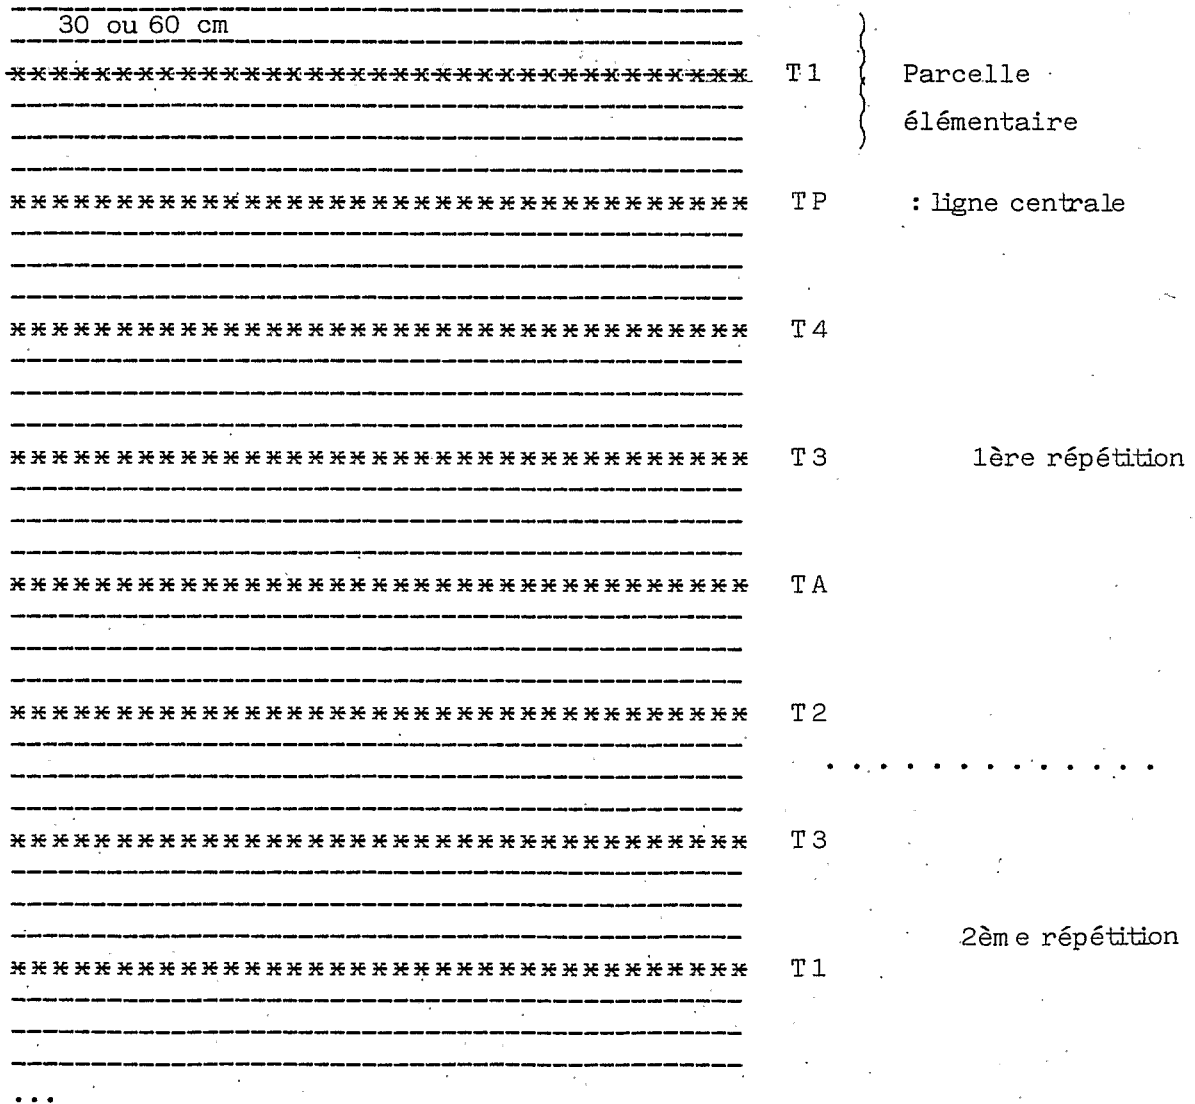 30 ou 60 cm
T1 Parcelle
élémentaire
TP : ligne centrale
T4
T3 1ère répétition
TA
T2
. . . . . . . . . . . . .
T3
2èm e répétition
T1
...